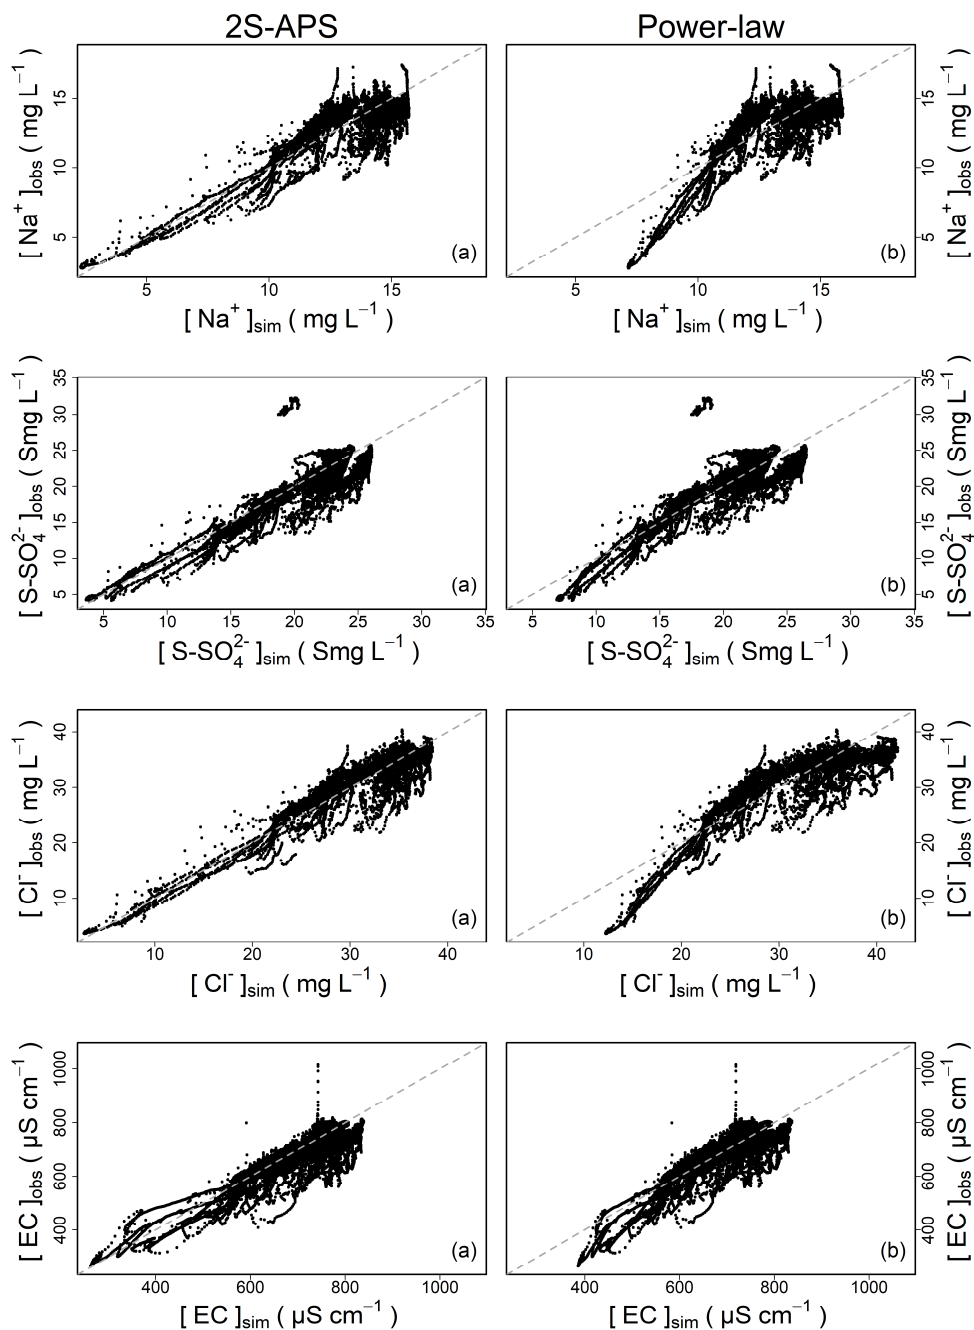 2S-APS Power-law
[ Na⁺ ]obs ( mg L⁻¹ )
5 10 15
(a)
5 10 15
[ Na⁺ ]sim ( mg L⁻¹ )
(b)
5 10 15
[ Na⁺ ]sim ( mg L⁻¹ )
5 10 15
[ Na⁺ ]obs ( mg L⁻¹ )
[ S-SO₄²⁻ ]obs ( Smg L⁻¹ )
5 10 15 20 25 30 35
(a)
5 10 15 20 25 30 35
[ S-SO₄²⁻ ]sim ( Smg L⁻¹ )
(b)
5 10 15 20 25 30 35
[ S-SO₄²⁻ ]sim ( Smg L⁻¹ )
5 10 15 20 25 30 35
[ S-SO₄²⁻ ]obs ( Smg L⁻¹ )
[ Cl⁻ ]obs ( mg L⁻¹ )
10 20 30 40
(a)
10 20 30 40
[ Cl⁻ ]sim ( mg L⁻¹ )
(b)
10 20 30 40
[ Cl⁻ ]sim ( mg L⁻¹ )
10 20 30 40
[ Cl⁻ ]obs ( mg L⁻¹ )
[ EC ]obs ( µS cm⁻¹ )
400 600 800 1000
(a)
400 600 800 1000
[ EC ]sim ( µS cm⁻¹ )
(b)
400 600 800 1000
[ EC ]sim ( µS cm⁻¹ )
400 600 800 1000
[ EC ]obs ( µS cm⁻¹ )